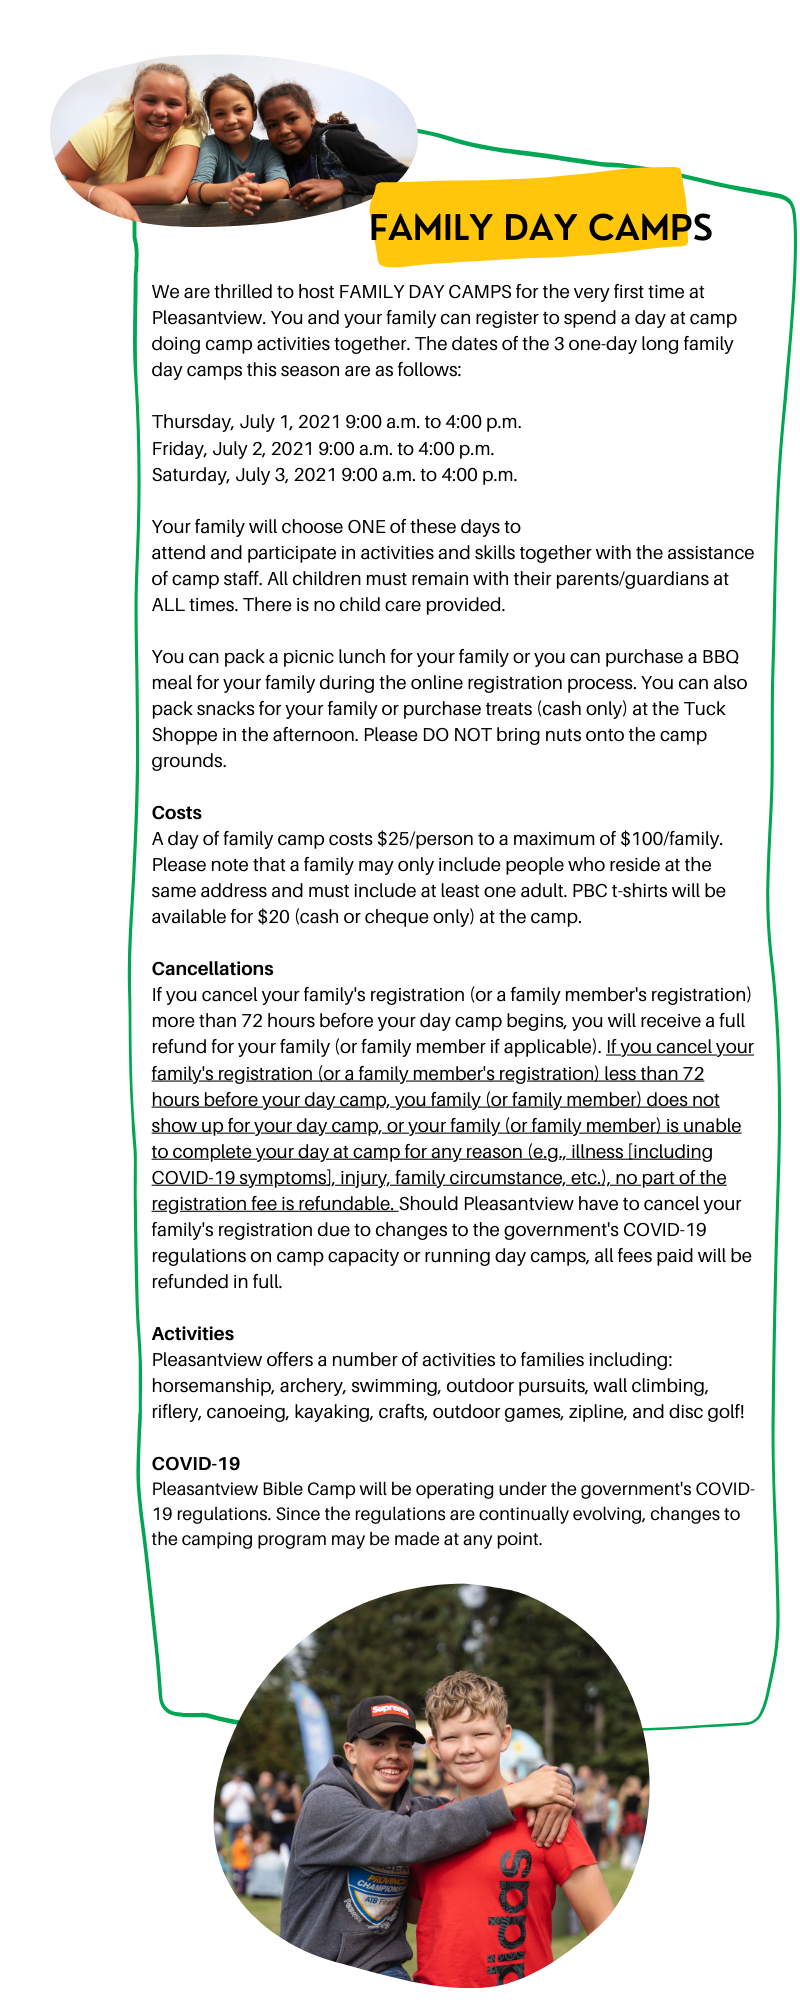 FAMILY DAY CAMPS
We are thrilled to host FAMILY DAY CAMPS for the very first time at
Pleasantview. You and your family can register to spend a day at camp
doing camp activities together. The dates of the 3 one-day long family
day camps this season are as follows:
Thursday, July 1, 2021 9:00 a.m. to 4:00 p.m.
Friday, July 2, 2021 9:00 a.m. to 4:00 p.m.
Saturday, July 3, 2021 9:00 a.m. to 4:00 p.m.
Your family will choose ONE of these days to
attend and participate in activities and skills together with the assistance
of camp staff. All children must remain with their parents/guardians at
ALL times. There is no child care provided.
You can pack a picnic lunch for your family or you can purchase a BBQ
meal for your family during the online registration process. You can also
pack snacks for your family or purchase treats (cash only) at the Tuck
Shoppe in the afternoon. Please DO NOT bring nuts onto the camp
grounds.
Costs
A day of family camp costs $25/person to a maximum of $100/family.
Please note that a family may only include people who reside at the
same address and must include at least one adult. PBC t-shirts will be
available for $20 (cash or cheque only) at the camp.
Cancellations
If you cancel your family's registration (or a family member's registration)
more than 72 hours before your day camp begins, you will receive a full
refund for your family (or family member if applicable). If you cancel your
family's registration (or a family member's registration) less than 72
hours before your day camp, you family (or family member) does not
show up for your day camp, or your family (or family member) is unable
to complete your day at camp for any reason (e.g., illness [including
COVID-19 symptoms], injury, family circumstance, etc.), no part of the
registration fee is refundable. Should Pleasantview have to cancel your
family's registration due to changes to the government's COVID-19
regulations on camp capacity or running day camps, all fees paid will be
refunded in full.
Activities
Pleasantview offers a number of activities to families including:
horsemanship, archery, swimming, outdoor pursuits, wall climbing,
riflery, canoeing, kayaking, crafts, outdoor games, zipline, and disc golf!
COVID-19
Pleasantview Bible Camp will be operating under the government's COVID-
19 regulations. Since the regulations are continually evolving, changes to
the camping program may be made at any point.
Supreme
PROVINCIAL
CHAMPIONSHIPS
ATB Financial
adidas